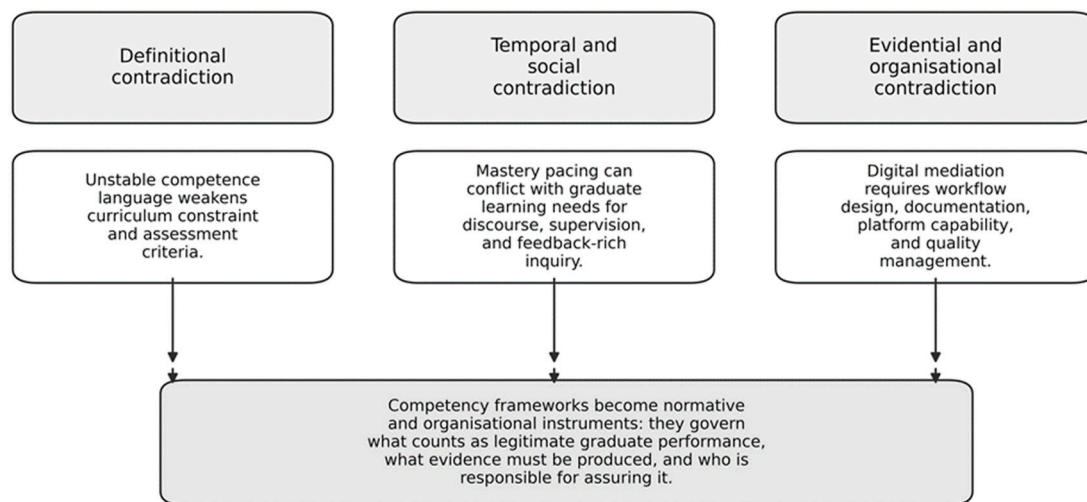 Definitional
contradiction
Temporal and
social
contradiction
Evidential and
organisational
contradiction
Unstable competence
language weakens
curriculum constraint
and assessment
criteria.
Mastery pacing can
conflict with graduate
learning needs for
discourse, supervision,
and feedback-rich
inquiry.
Digital mediation
requires workflow
design, documentation,
platform capability,
and quality
management.
Competency frameworks become normative
and organisational instruments: they govern
what counts as legitimate graduate performance,
what evidence must be produced, and who is
responsible for assuring it.